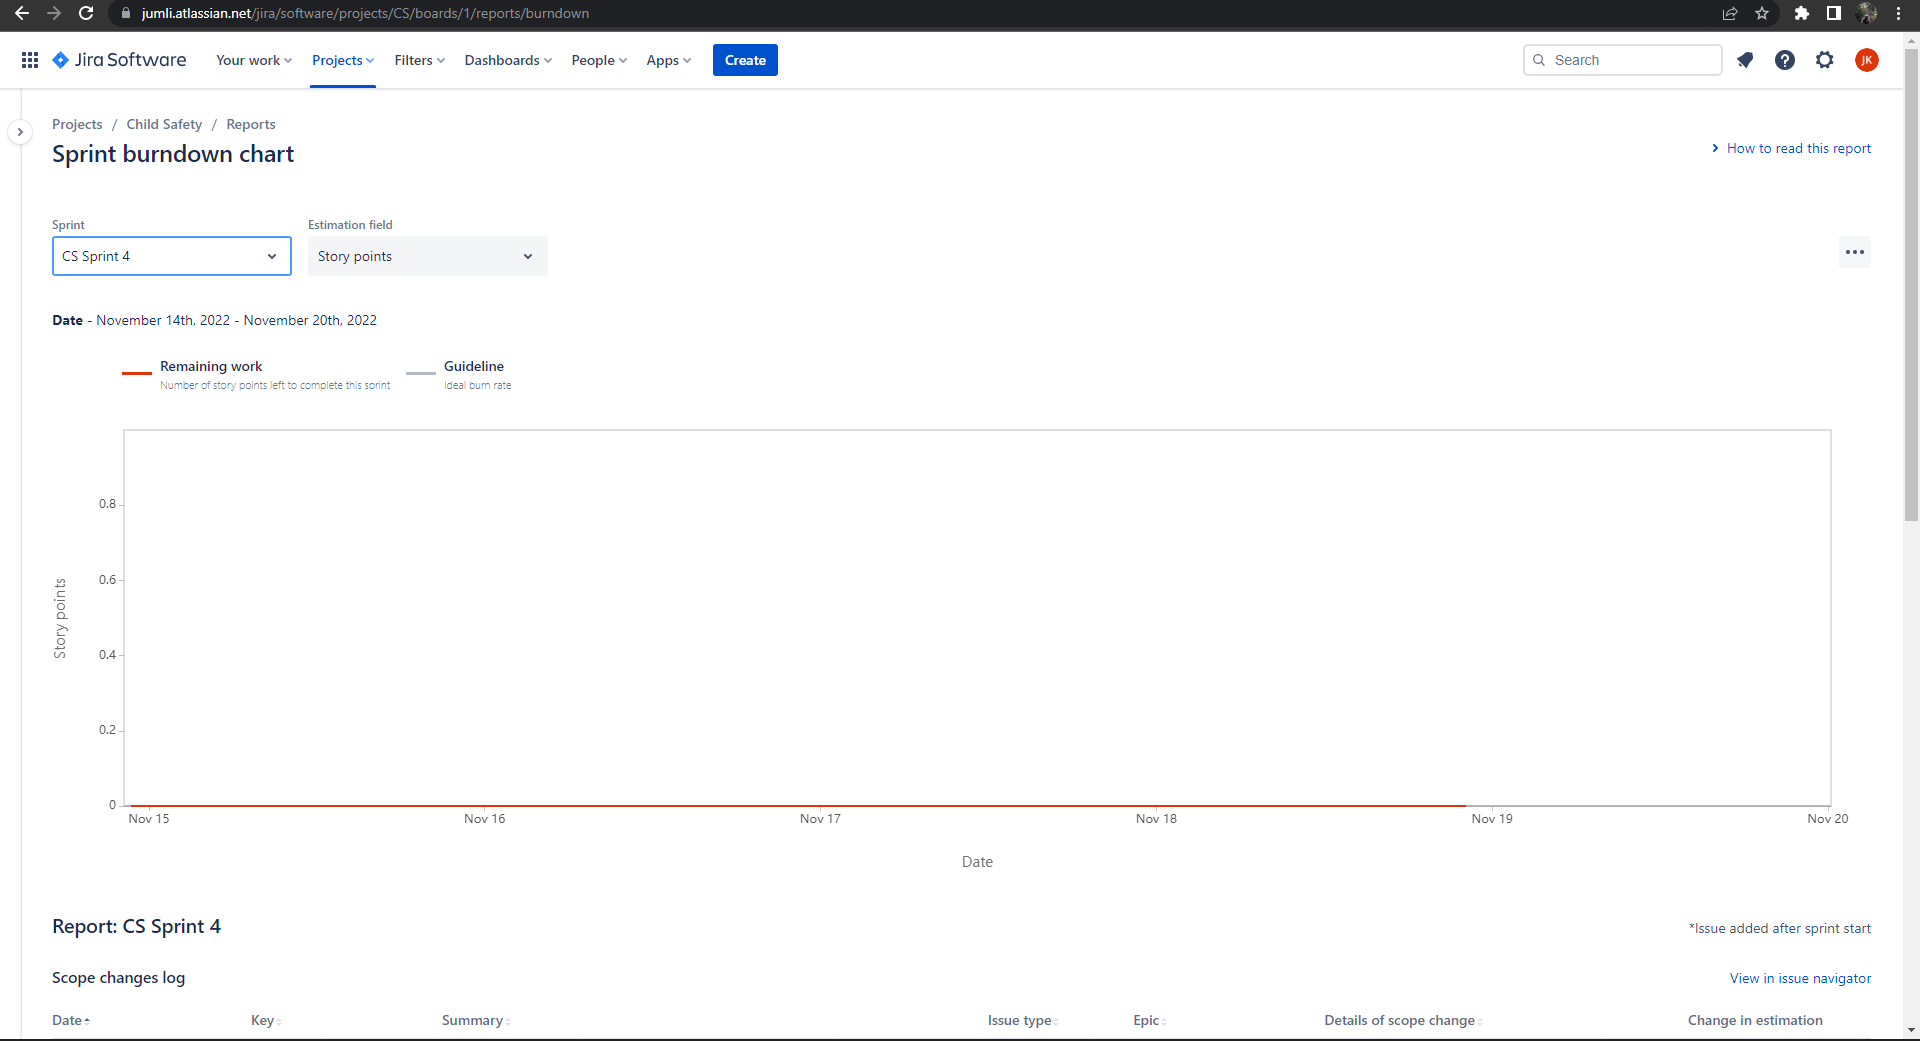 jumli.atlassian.net/jira/software/projects/CS/boards/1/reports/burndown
Jira Software Your work Projects Filters Dashboards People Apps Create Search JK
Projects / Child Safety / Reports
Sprint burndown chart
How to read this report
Sprint Estimation field
CS Sprint 4 Story points
Date - November 14th, 2022 - November 20th, 2022
Remaining work Guideline
Number of story points left to complete this sprint Ideal burn rate
0.8
0.6
Story points
0.4
0.2
0
Nov 15 Nov 16 Nov 17 Nov 18 Nov 19 Nov 20
Date
Report: CS Sprint 4
*Issue added after sprint start
Scope changes log View in issue navigator
Date Key Summary Issue type Epic Details of scope change Change in estimation